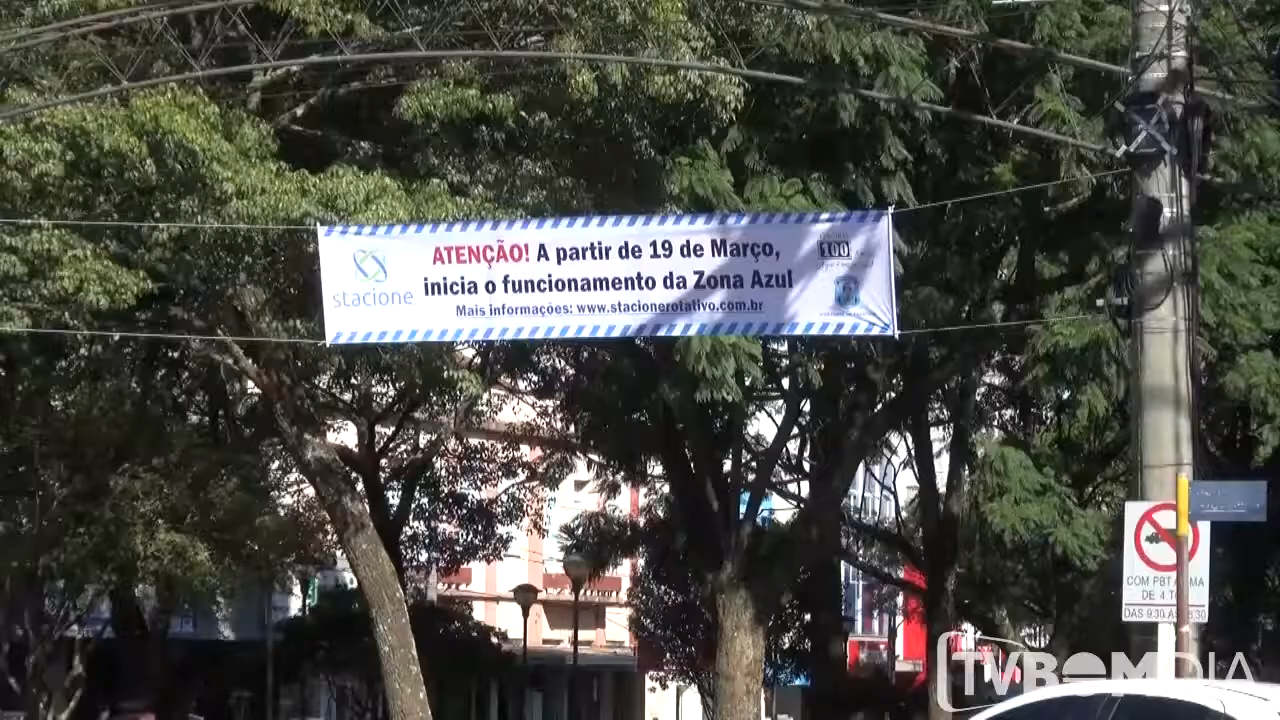 ATENÇÃO! A partir de 19 de Março,
inicia o funcionamento da Zona Azul
Mais informações: www.stacionerotativo.com.br
stacione
100
COM PBT
DE 4
DAS 9:30
TVBOMDIA